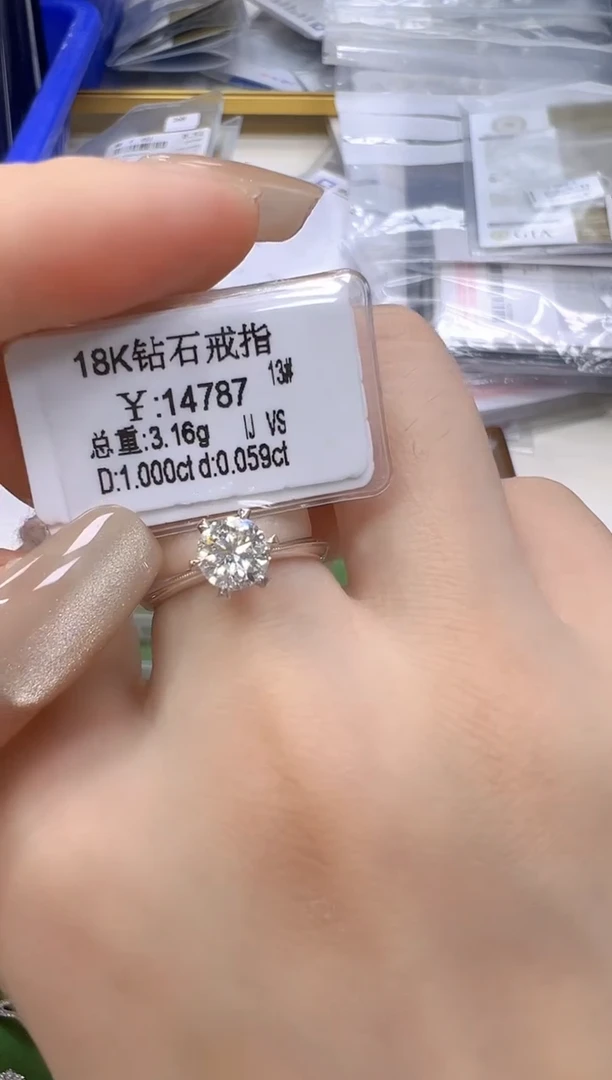 GIA
18K钻石戒指
13#
￥:14787
总重:3.16g IJ VS
D:1.000ct d:0.059ct